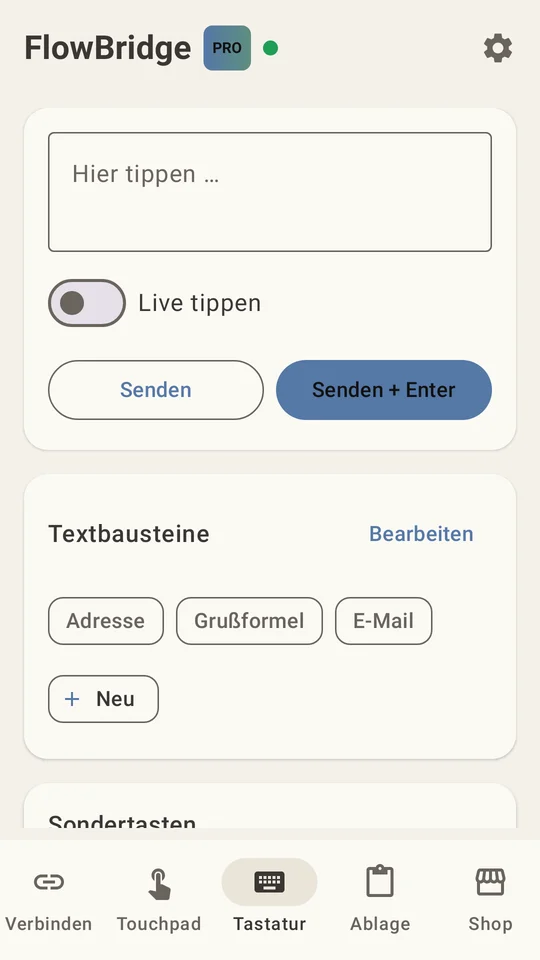 FlowBridge PRO
Hier tippen …
Live tippen
Senden Senden + Enter
Textbausteine Bearbeiten
Adresse Grußformel E-Mail
+ Neu
Sondertasten
Verbinden Touchpad Tastatur Ablage Shop